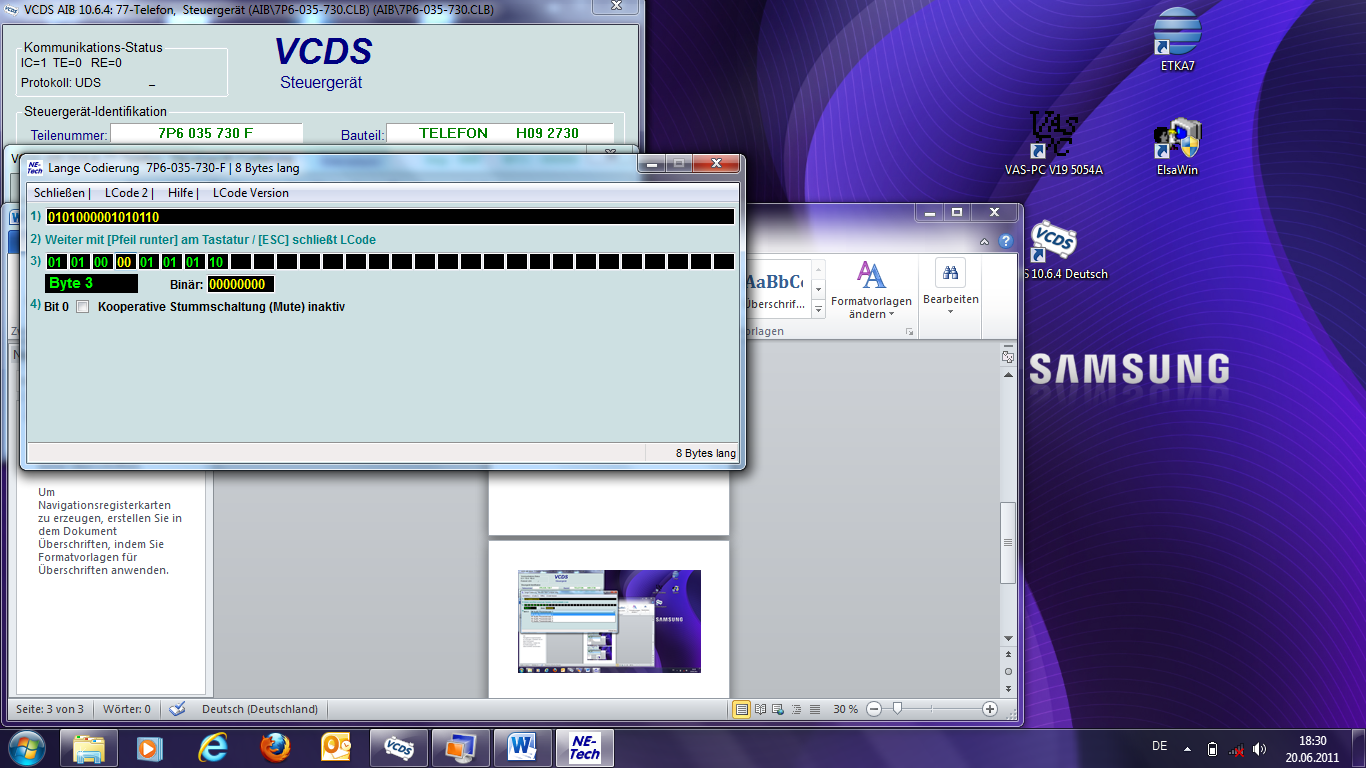 VCDS AIB 10.6.4: 77-Telefon,  Steuergerät (AIB\7P6-035-730.CLB) (AIB\7P6-035-730.CLB)
Kommunikations-Status
IC=1  TE=0   RE=0
Protokoll: UDS
VCDS
Steuergerät
Steuergerät-Identifikation
Teilenummer: 7P6 035 730 F
Bauteil: TELEFON H09 2730
NE-Tech
Lange Codierung  7P6-035-730-F | 8 Bytes lang
Schließen |    LCode 2 |    Hilfe |    LCode Version
1) 0101000001010110
2) Weiter mit [Pfeil runter] am Tastatur / [ESC] schließt LCode
3) 01 01 00 00 01 01 01 10
Byte 3
Binär: 00000000
4) Bit 0 Kooperative Stummschaltung (Mute) inaktiv
8 Bytes lang
ETKA7
VAS-PC V19 5054A
ElsaWin
VCDS
10.6.4 Deutsch
AaBbCc
Überschrif...
Formatvorlagen
ändern
Bearbeiten
SAMSUNG
Um
Navigationsregisterkarten
zu erzeugen, erstellen Sie in
dem Dokument
Überschriften, indem Sie
Formatvorlagen für
Überschriften anwenden.
VCDS
SAMSUNG
Seite: 3 von 3
Wörter: 0
Deutsch (Deutschland)
30 %
VCDS
NE-
Tech
DE
18:30
20.06.2011